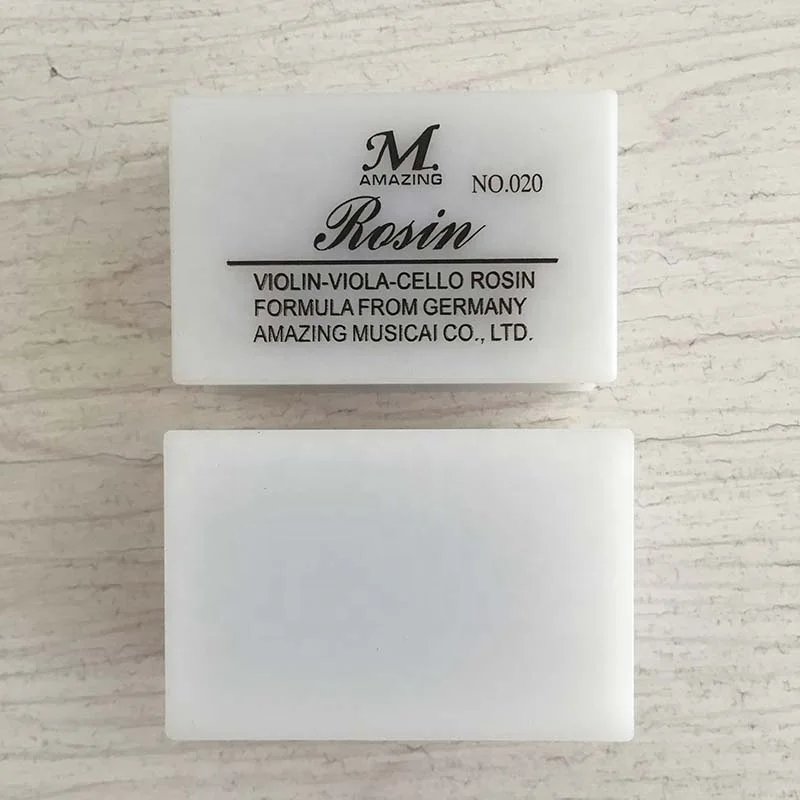 M.
AMAZING
NO.020
Rosin
VIOLIN-VIOLA-CELLO ROSIN
FORMULA FROM GERMANY
AMAZING MUSICAI CO., LTD.